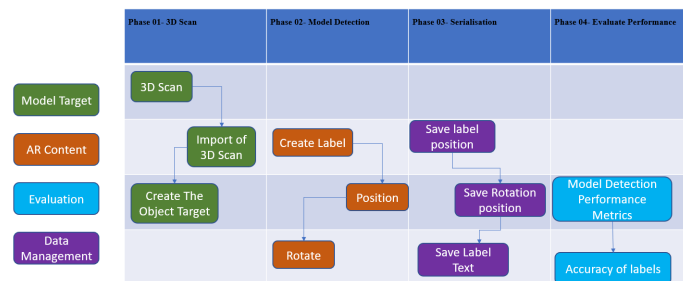 Phase 01- 3D Scan
Phase 02- Model Detection
Phase 03- Serialisation
Phase 04- Evaluate Performance
Model Target
AR Content
Evaluation
Data
Management
3D Scan
Import of
3D Scan
Create The
Object Target
Create Label
Position
Rotate
Save label
position
Save Rotation
position
Save Label
Text
Model Detection
Performance
Metrics
Accuracy of labels